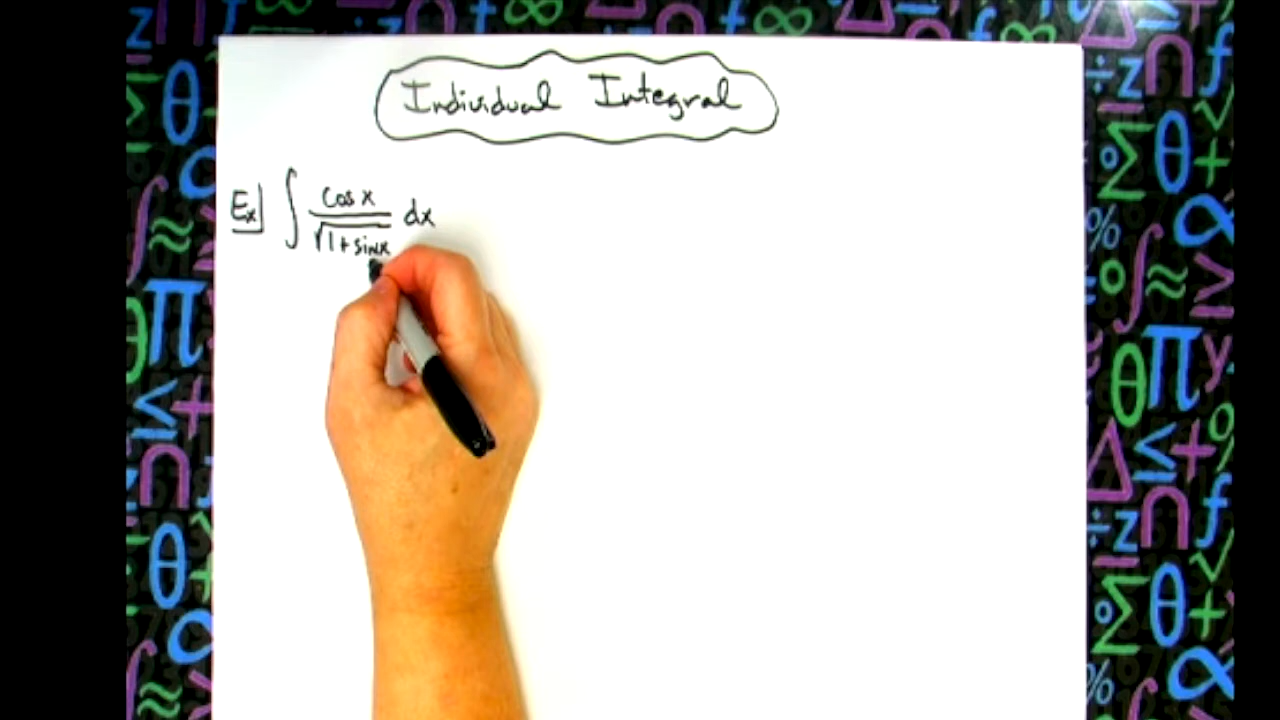 Individual Integral
Ex ∫ cos x / √1+sinx dx